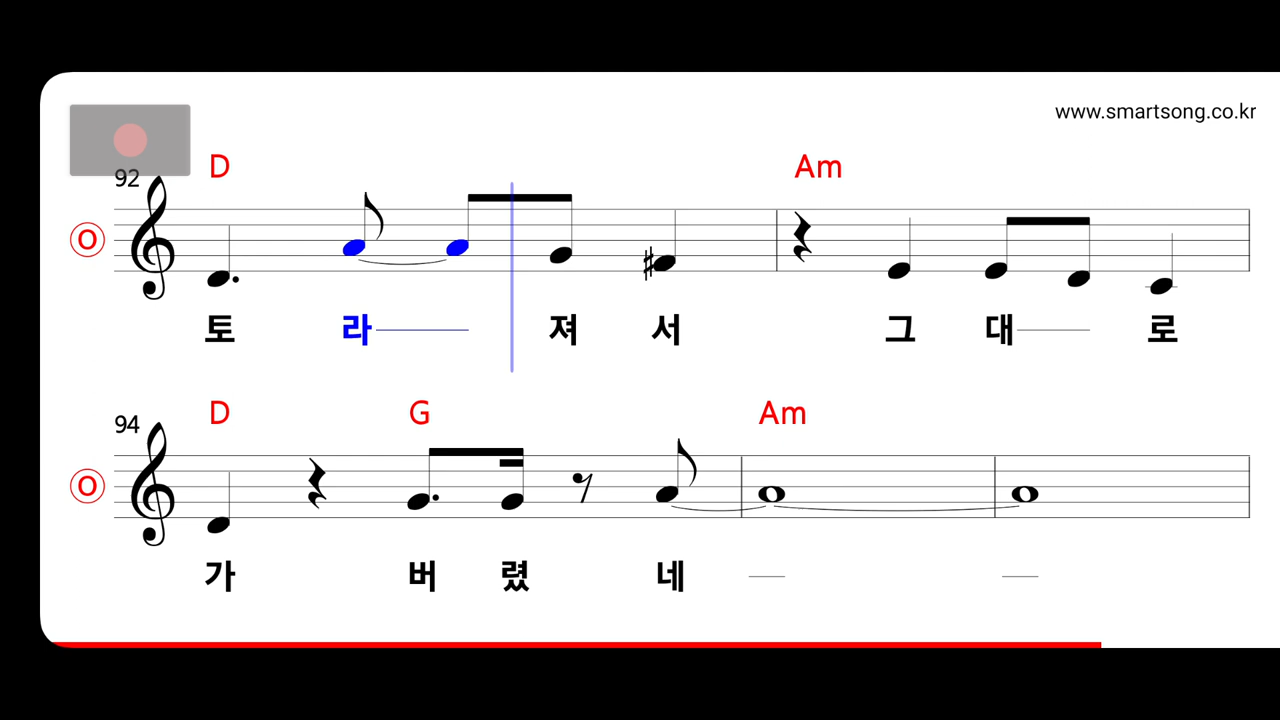 www.smartsong.co.kr
D Am
92
O
토 라 져 서 그 대 로
D G Am
94
O
가 버 렸 네